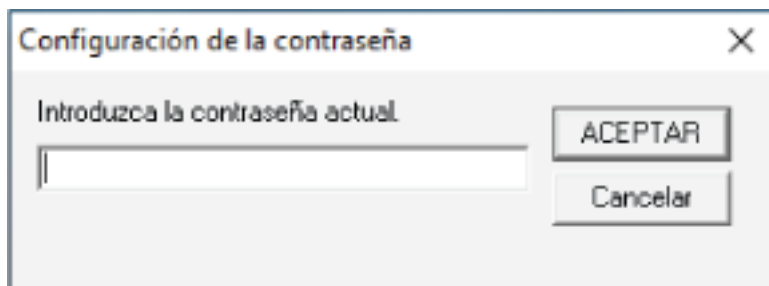 Configuración de la contraseña
Introduzca la contraseña actual.
ACEPTAR
Cancelar